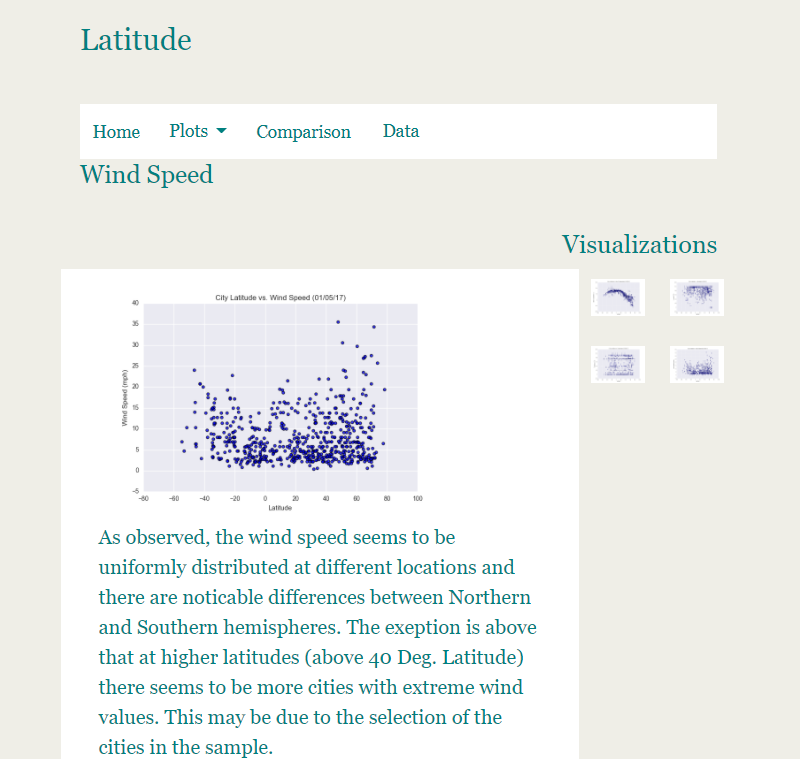 Latitude
Home Plots Comparison Data
Wind Speed
Visualizations
City Latitude vs. Wind Speed (01/05/17)
40
35
30
25
20
15
10
5
0
−5
Wind Speed (mph)
−80 −60 −40 −20 0 20 40 60 80 100
Latitude
As observed, the wind speed seems to be
uniformly distributed at different locations and
there are noticable differences between Northern
and Southern hemispheres. The exeption is above
that at higher latitudes (above 40 Deg. Latitude)
there seems to be more cities with extreme wind
values. This may be due to the selection of the
cities in the sample.